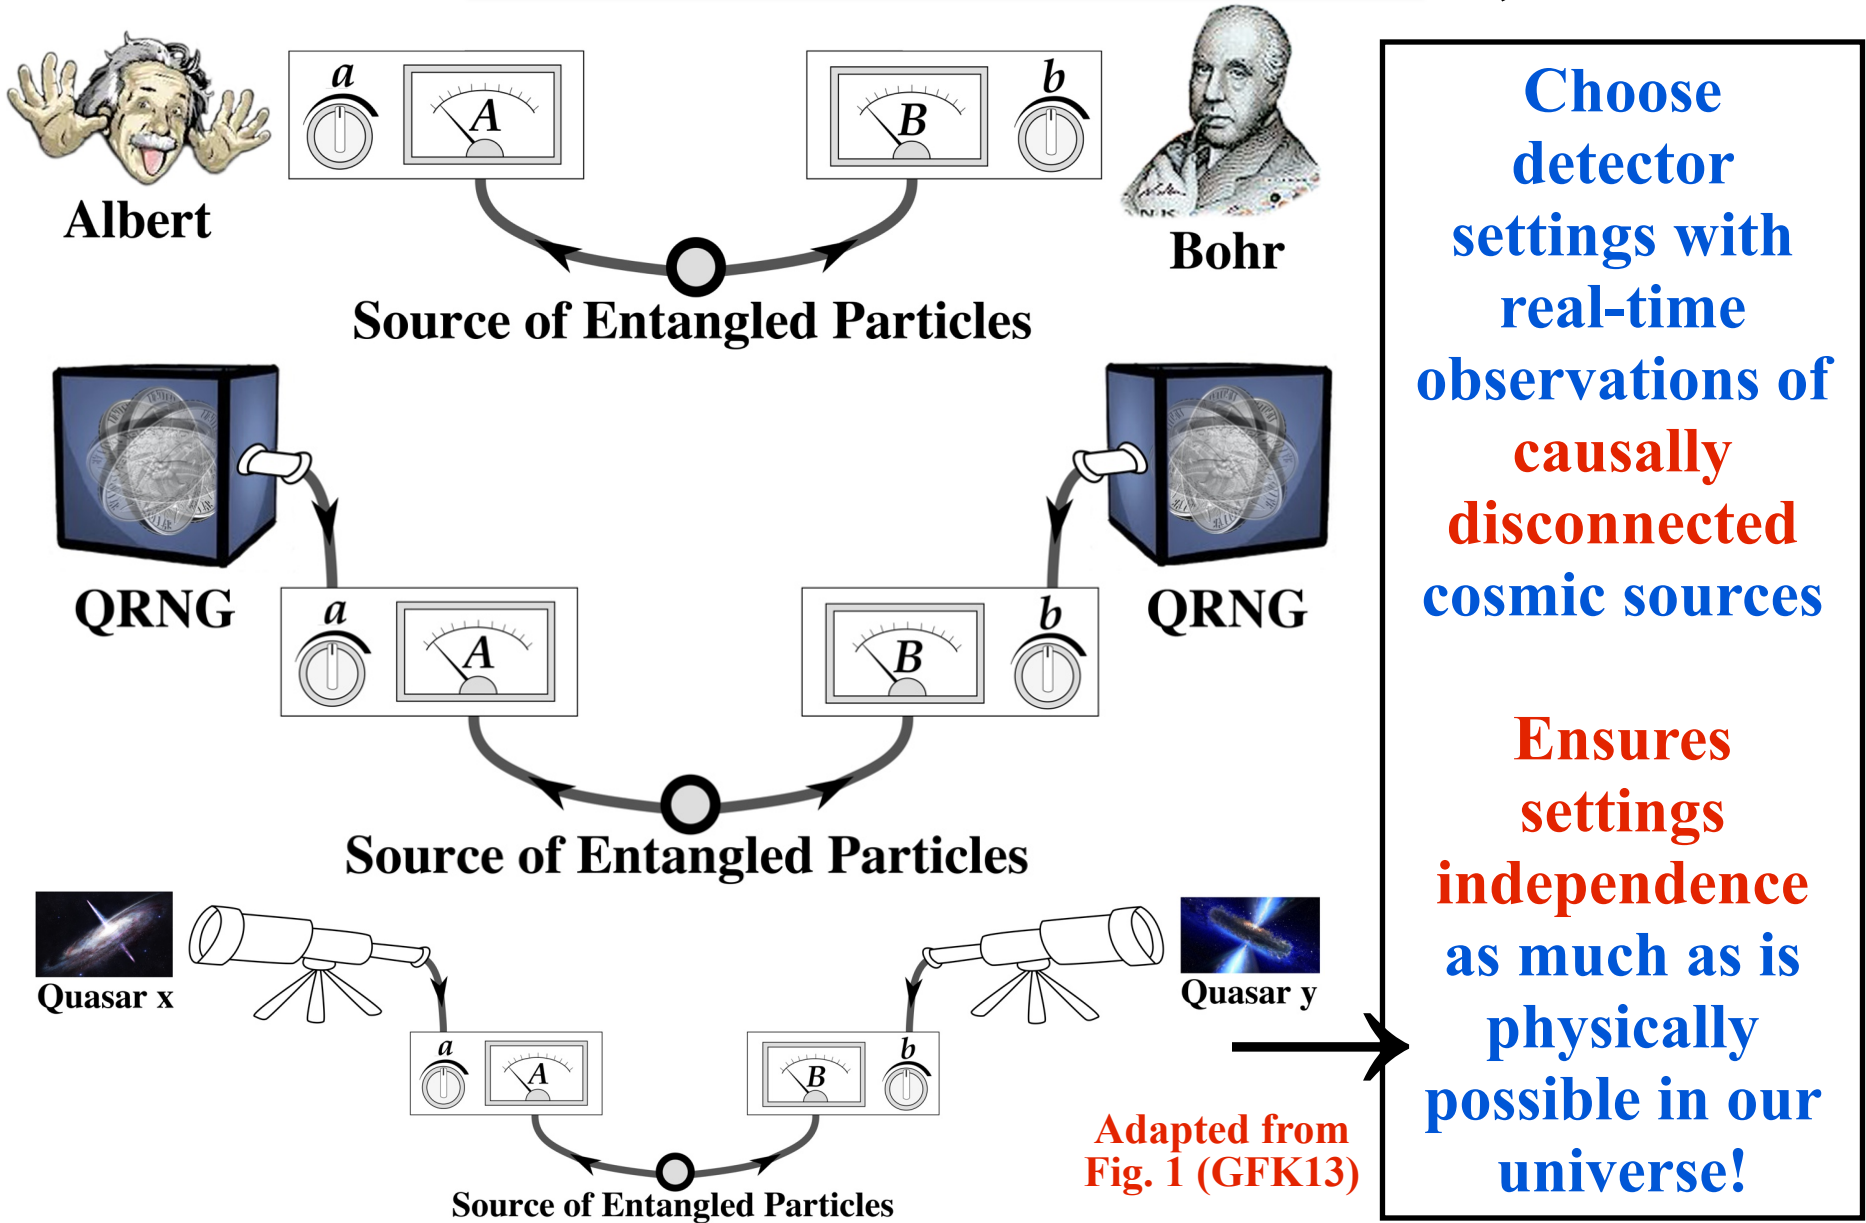 a
A
B
b
Albert
Bohr
Source of Entangled Particles
QRNG
QRNG
a
A
B
b
Source of Entangled Particles
Quasar x
Quasar y
a
A
B
b
Source of Entangled Particles
Adapted from
Fig. 1 (GFK13)
Choose
detector
settings with
real-time
observations of
causally
disconnected
cosmic sources
Ensures
settings
independence
as much as is
physically
possible in our
universe!